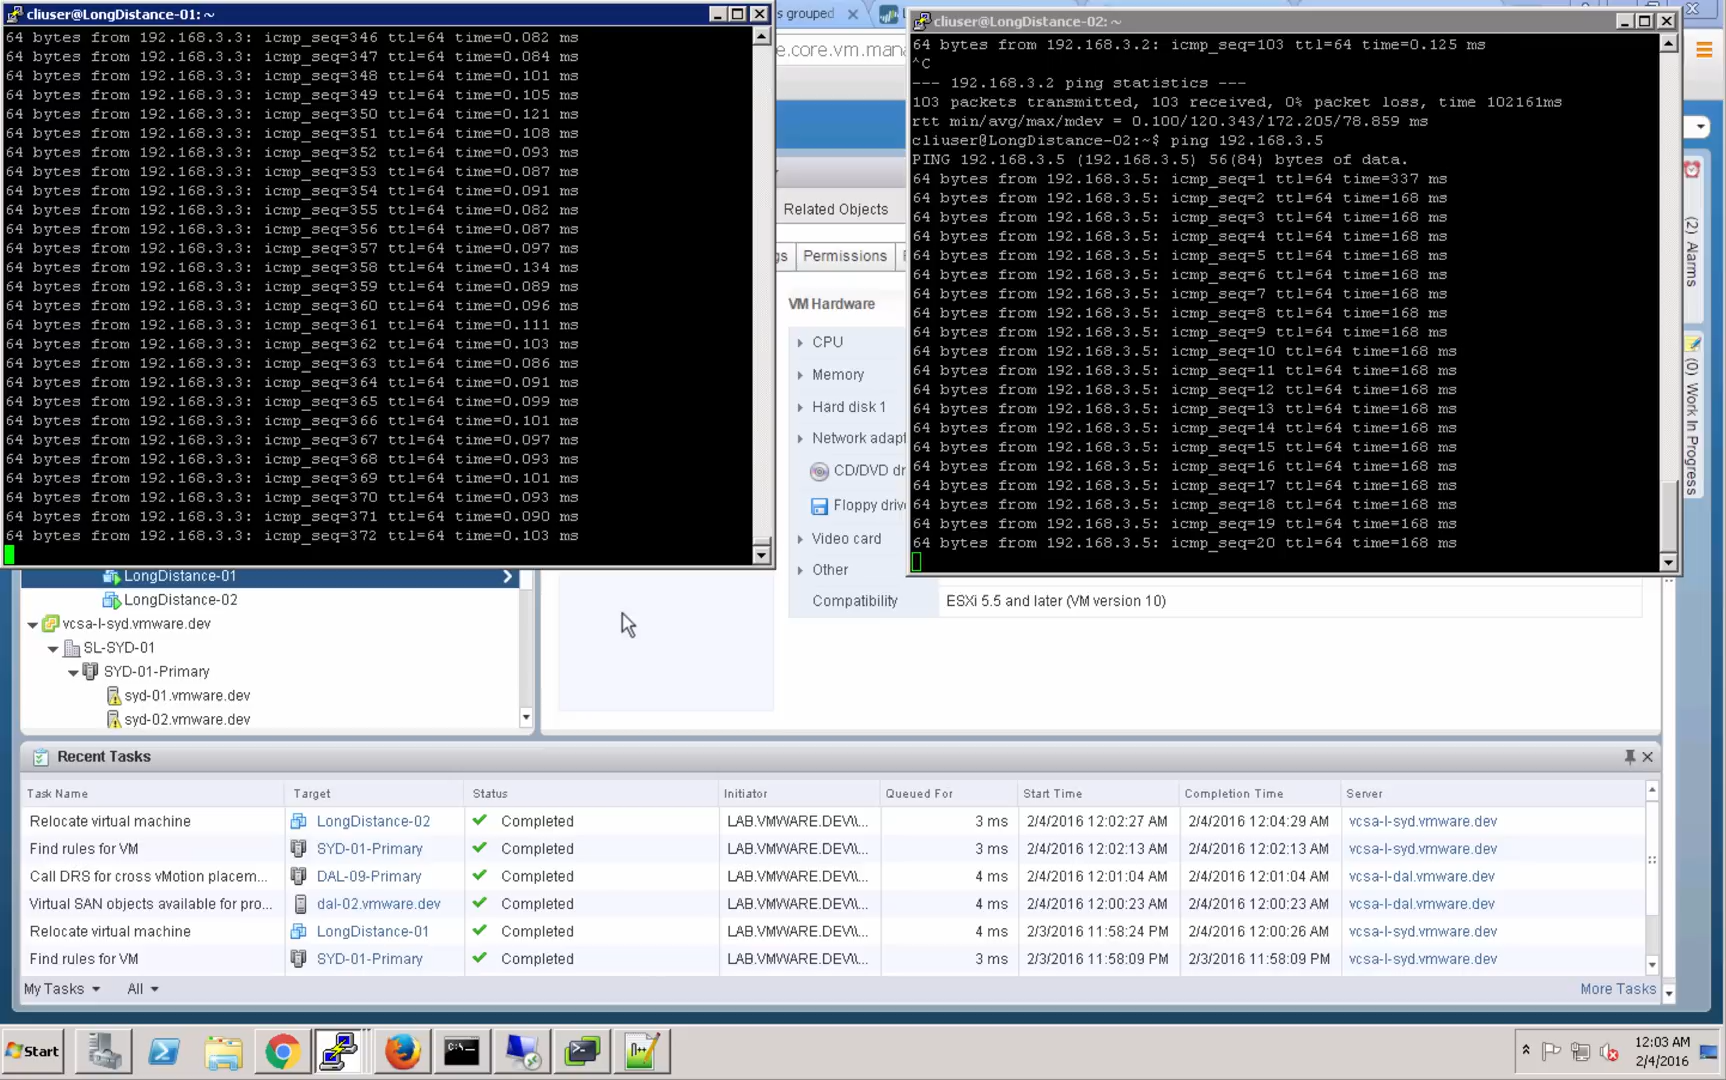 cliuser@LongDistance-01: ~
64 bytes from 192.168.3.3: icmp_seq=346 ttl=64 time=0.082 ms
64 bytes from 192.168.3.3: icmp_seq=347 ttl=64 time=0.084 ms
64 bytes from 192.168.3.3: icmp_seq=348 ttl=64 time=0.101 ms
64 bytes from 192.168.3.3: icmp_seq=349 ttl=64 time=0.105 ms
64 bytes from 192.168.3.3: icmp_seq=350 ttl=64 time=0.121 ms
64 bytes from 192.168.3.3: icmp_seq=351 ttl=64 time=0.108 ms
64 bytes from 192.168.3.3: icmp_seq=352 ttl=64 time=0.093 ms
64 bytes from 192.168.3.3: icmp_seq=353 ttl=64 time=0.087 ms
64 bytes from 192.168.3.3: icmp_seq=354 ttl=64 time=0.091 ms
64 bytes from 192.168.3.3: icmp_seq=355 ttl=64 time=0.082 ms
64 bytes from 192.168.3.3: icmp_seq=356 ttl=64 time=0.087 ms
64 bytes from 192.168.3.3: icmp_seq=357 ttl=64 time=0.097 ms
64 bytes from 192.168.3.3: icmp_seq=358 ttl=64 time=0.134 ms
64 bytes from 192.168.3.3: icmp_seq=359 ttl=64 time=0.089 ms
64 bytes from 192.168.3.3: icmp_seq=360 ttl=64 time=0.096 ms
64 bytes from 192.168.3.3: icmp_seq=361 ttl=64 time=0.111 ms
64 bytes from 192.168.3.3: icmp_seq=362 ttl=64 time=0.103 ms
64 bytes from 192.168.3.3: icmp_seq=363 ttl=64 time=0.086 ms
64 bytes from 192.168.3.3: icmp_seq=364 ttl=64 time=0.091 ms
64 bytes from 192.168.3.3: icmp_seq=365 ttl=64 time=0.099 ms
64 bytes from 192.168.3.3: icmp_seq=366 ttl=64 time=0.101 ms
64 bytes from 192.168.3.3: icmp_seq=367 ttl=64 time=0.097 ms
64 bytes from 192.168.3.3: icmp_seq=368 ttl=64 time=0.093 ms
64 bytes from 192.168.3.3: icmp_seq=369 ttl=64 time=0.101 ms
64 bytes from 192.168.3.3: icmp_seq=370 ttl=64 time=0.093 ms
64 bytes from 192.168.3.3: icmp_seq=371 ttl=64 time=0.090 ms
64 bytes from 192.168.3.3: icmp_seq=372 ttl=64 time=0.103 ms
s grouped
e.core.vm.man
Related Objects
gs Permissions
VM Hardware
CPU
Memory
Hard disk 1
Network adap
CD/DVD dr
Floppy drive
Video card
Other
Compatibility ESXi 5.5 and later (VM version 10)
cliuser@LongDistance-02: ~
64 bytes from 192.168.3.2: icmp_seq=103 ttl=64 time=0.125 ms
^C
--- 192.168.3.2 ping statistics ---
103 packets transmitted, 103 received, 0% packet loss, time 102161ms
rtt min/avg/max/mdev = 0.100/120.343/172.205/78.859 ms
cliuser@LongDistance-02:~$ ping 192.168.3.5
PING 192.168.3.5 (192.168.3.5) 56(84) bytes of data.
64 bytes from 192.168.3.5: icmp_seq=1 ttl=64 time=337 ms
64 bytes from 192.168.3.5: icmp_seq=2 ttl=64 time=168 ms
64 bytes from 192.168.3.5: icmp_seq=3 ttl=64 time=168 ms
64 bytes from 192.168.3.5: icmp_seq=4 ttl=64 time=168 ms
64 bytes from 192.168.3.5: icmp_seq=5 ttl=64 time=168 ms
64 bytes from 192.168.3.5: icmp_seq=6 ttl=64 time=168 ms
64 bytes from 192.168.3.5: icmp_seq=7 ttl=64 time=168 ms
64 bytes from 192.168.3.5: icmp_seq=8 ttl=64 time=168 ms
64 bytes from 192.168.3.5: icmp_seq=9 ttl=64 time=168 ms
64 bytes from 192.168.3.5: icmp_seq=10 ttl=64 time=168 ms
64 bytes from 192.168.3.5: icmp_seq=11 ttl=64 time=168 ms
64 bytes from 192.168.3.5: icmp_seq=12 ttl=64 time=168 ms
64 bytes from 192.168.3.5: icmp_seq=13 ttl=64 time=168 ms
64 bytes from 192.168.3.5: icmp_seq=14 ttl=64 time=168 ms
64 bytes from 192.168.3.5: icmp_seq=15 ttl=64 time=168 ms
64 bytes from 192.168.3.5: icmp_seq=16 ttl=64 time=168 ms
64 bytes from 192.168.3.5: icmp_seq=17 ttl=64 time=168 ms
64 bytes from 192.168.3.5: icmp_seq=18 ttl=64 time=168 ms
64 bytes from 192.168.3.5: icmp_seq=19 ttl=64 time=168 ms
64 bytes from 192.168.3.5: icmp_seq=20 ttl=64 time=168 ms
(2) Alarms
(0) Work In Progress
LongDistance-01
LongDistance-02
vcsa-l-syd.vmware.dev
SL-SYD-01
SYD-01-Primary
syd-01.vmware.dev
syd-02.vmware.dev
Recent Tasks
Task Name Target Status Initiator Queued For Start Time Completion Time Server
Relocate virtual machine LongDistance-02 Completed LAB.VMWARE.DEV\\... 3 ms 2/4/2016 12:02:27 AM 2/4/2016 12:04:29 AM vcsa-l-syd.vmware.dev
Find rules for VM SYD-01-Primary Completed LAB.VMWARE.DEV\\... 3 ms 2/4/2016 12:02:13 AM 2/4/2016 12:02:13 AM vcsa-l-syd.vmware.dev
Call DRS for cross vMotion placem... DAL-09-Primary Completed LAB.VMWARE.DEV\\... 4 ms 2/4/2016 12:01:04 AM 2/4/2016 12:01:04 AM vcsa-l-dal.vmware.dev
Virtual SAN objects available for pro... dal-02.vmware.dev Completed LAB.VMWARE.DEV\\... 4 ms 2/4/2016 12:00:23 AM 2/4/2016 12:00:23 AM vcsa-l-dal.vmware.dev
Relocate virtual machine LongDistance-01 Completed LAB.VMWARE.DEV\\... 4 ms 2/3/2016 11:58:24 PM 2/4/2016 12:00:26 AM vcsa-l-syd.vmware.dev
Find rules for VM SYD-01-Primary Completed LAB.VMWARE.DEV\\... 3 ms 2/3/2016 11:58:09 PM 2/3/2016 11:58:09 PM vcsa-l-syd.vmware.dev
My Tasks All More Tasks
Start
12:03 AM
2/4/2016